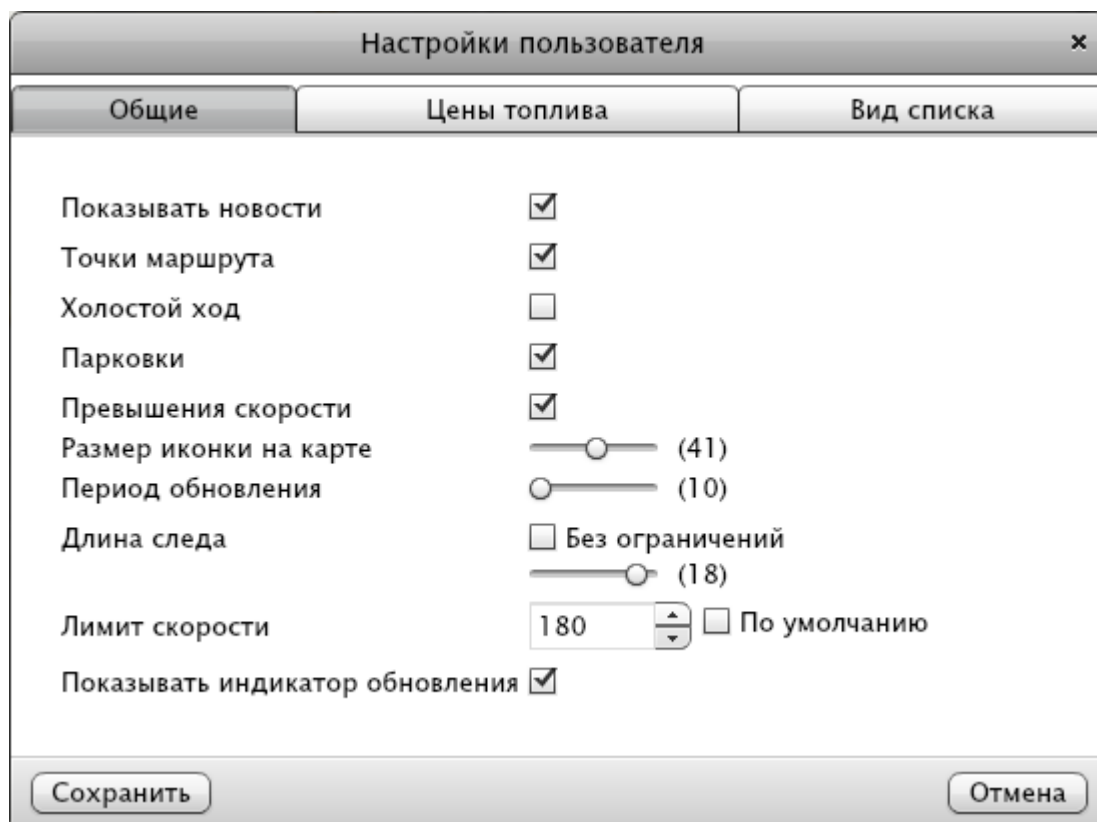 Настройки пользователя
Общие Цены топлива Вид списка
Показывать новости
Точки маршрута
Холостой ход
Парковки
Превышения скорости
Размер иконки на карте (41)
Период обновления (10)
Длина следа Без ограничений
(18)
Лимит скорости 180 По умолчанию
Показывать индикатор обновления
Сохранить Отмена